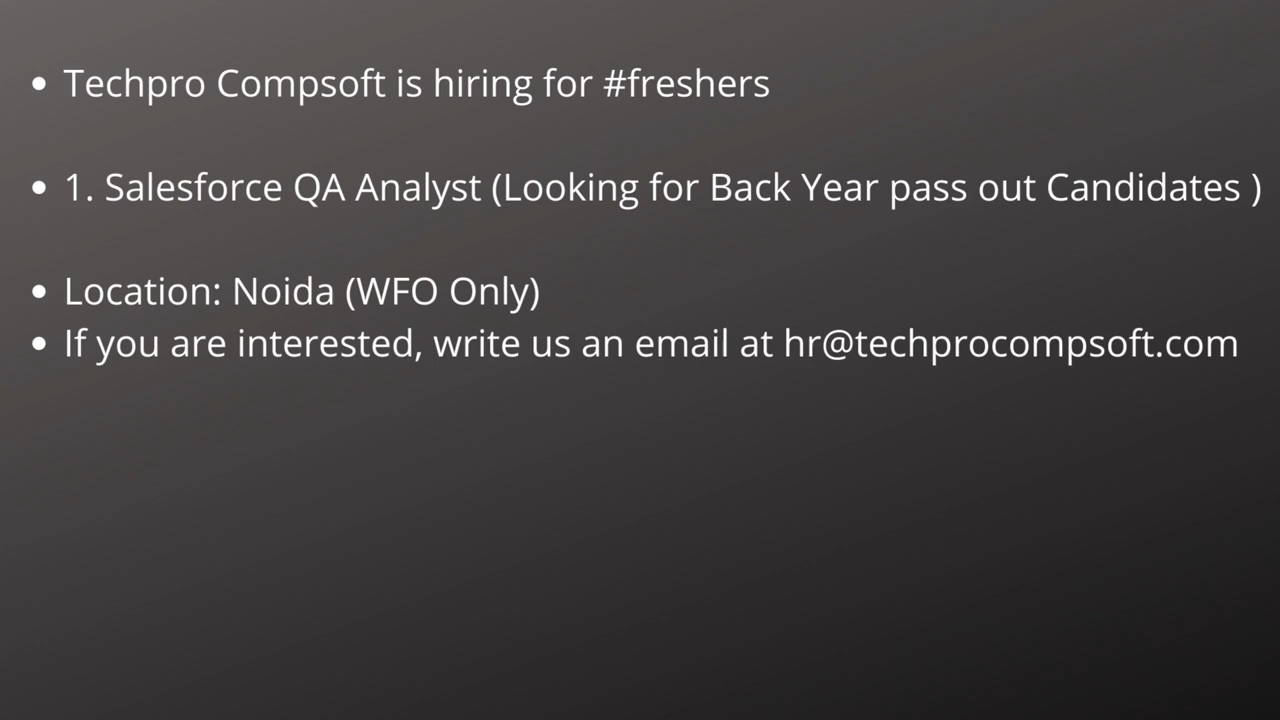 • Techpro Compsoft is hiring for #freshers
• 1. Salesforce QA Analyst (Looking for Back Year pass out Candidates )
• Location: Noida (WFO Only)
• If you are interested, write us an email at hr@techprocompsoft.com